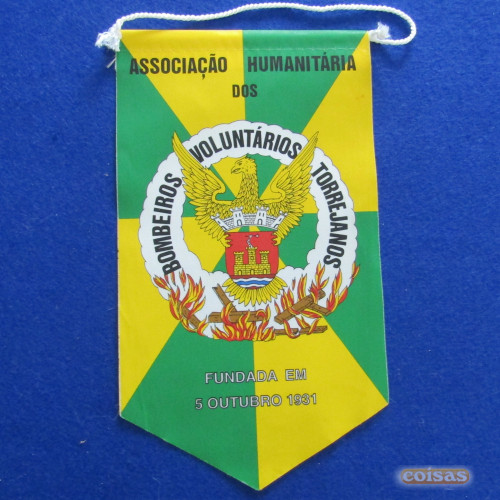 ASSOCIAÇÃO HUMANITÁRIA
DOS
BOMBEIROS VOLUNTÁRIOS TORREJANOS
FUNDADA EM
5 OUTUBRO 1931
coisas